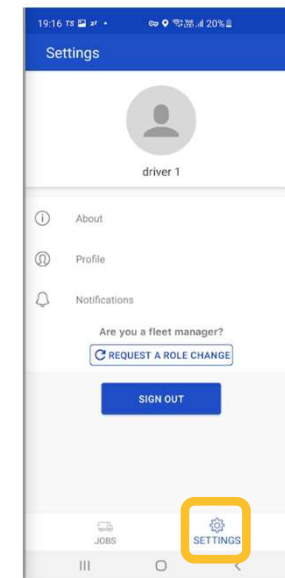 19:16 20%
Settings
driver 1
About
Profile
Notifications
Are you a fleet manager?
REQUEST A ROLE CHANGE
SIGN OUT
JOBS
SETTINGS